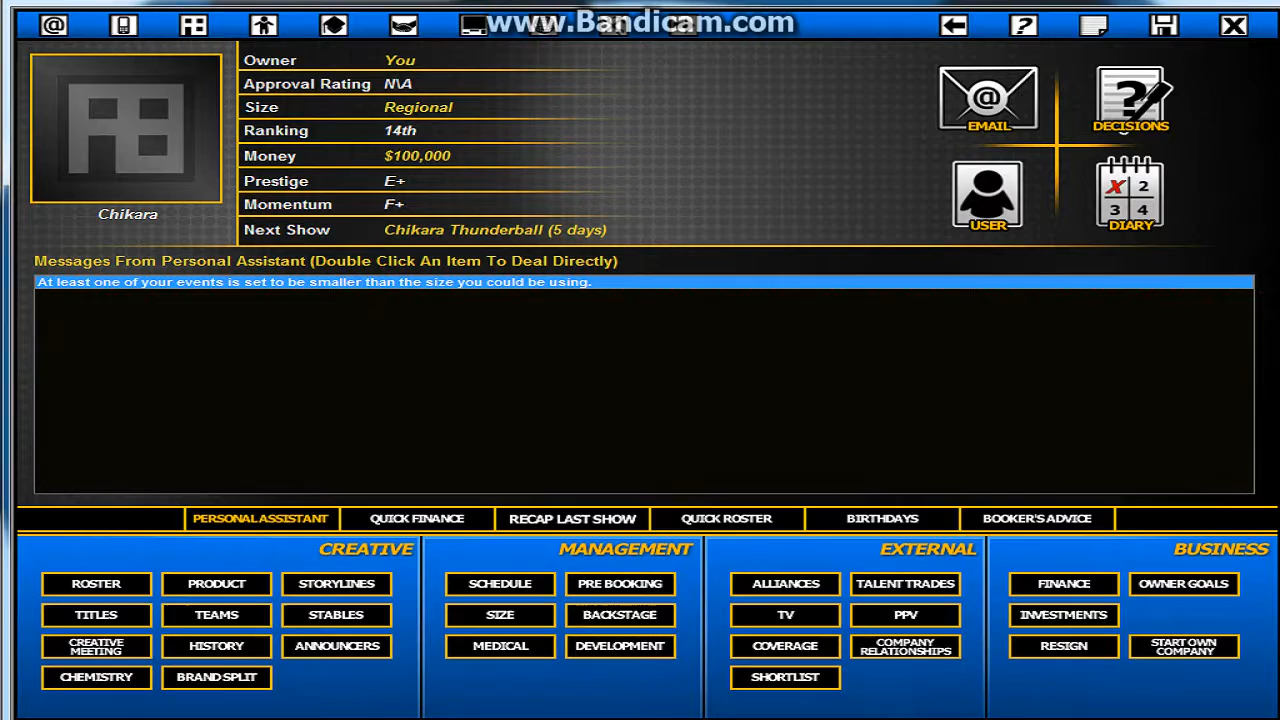 www.Bandicam.com
Owner You
Approval Rating N\A
Size Regional
Ranking 14th
Money $100,000
Prestige E+
Momentum F+
Next Show Chikara Thunderball (5 days)
Chikara
@
EMAIL
?
DECISIONS
USER
X 2
3 4
DIARY
Messages From Personal Assistant (Double Click An Item To Deal Directly)
At least one of your events is set to be smaller than the size you could be using.
PERSONAL ASSISTANT QUICK FINANCE RECAP LAST SHOW QUICK ROSTER BIRTHDAYS BOOKER'S ADVICE
CREATIVE
ROSTER PRODUCT STORYLINES
TITLES TEAMS STABLES
CREATIVE MEETING HISTORY ANNOUNCERS
CHEMISTRY BRAND SPLIT
MANAGEMENT
SCHEDULE PRE BOOKING
SIZE BACKSTAGE
MEDICAL DEVELOPMENT
EXTERNAL
ALLIANCES TALENT TRADES
TV PPV
COVERAGE COMPANY RELATIONSHIPS
SHORTLIST
BUSINESS
FINANCE OWNER GOALS
INVESTMENTS
RESIGN START OWN COMPANY